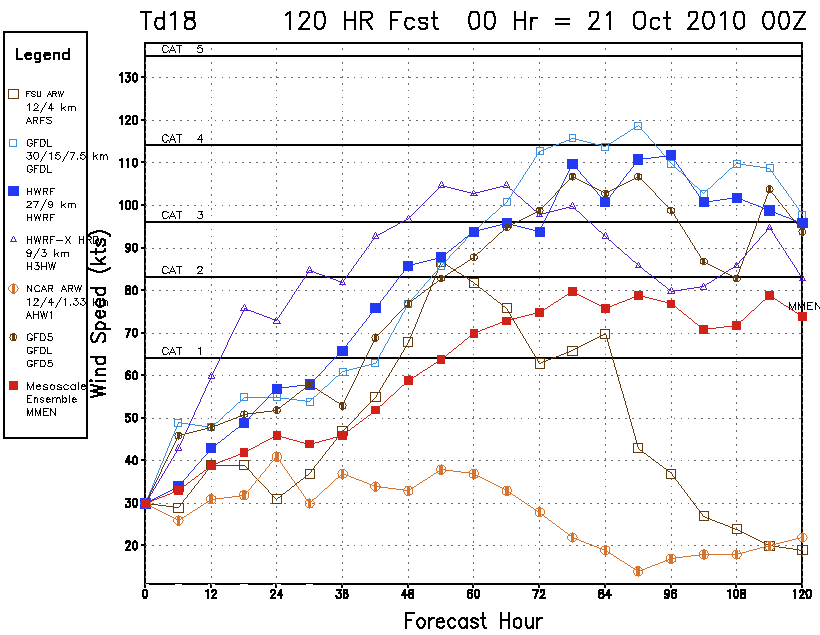 Td18 120 HR Fcst 00 Hr = 21 Oct 2010 00Z
Legend
FSU ARW
12/4 km
ARFS
GFDL
30/15/7.5 km
GFDL
HWRF
27/9 km
HWRF
HWRF-X HRD
9/3 km
H3HW
NCAR ARW
12/4/1.33 km
AHW1
GFD5
GFDL
GFD5
Mesoscale
Ensemble
MMEN
Wind Speed (kts)
CAT 5
130
120
CAT 4
110
100
CAT 3
90
CAT 2
80
MMEN
70
CAT 1
60
50
40
30
20
0 12 24 36 48 60 72 84 96 108 120
Forecast Hour